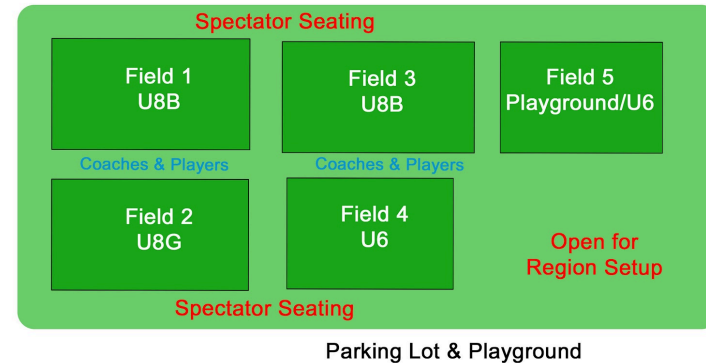 Spectator Seating
Field 1
U8B
Field 3
U8B
Field 5
Playground/U6
Coaches & Players
Coaches & Players
Field 2
U8G
Field 4
U6
Open for
Region Setup
Spectator Seating
Parking Lot & Playground